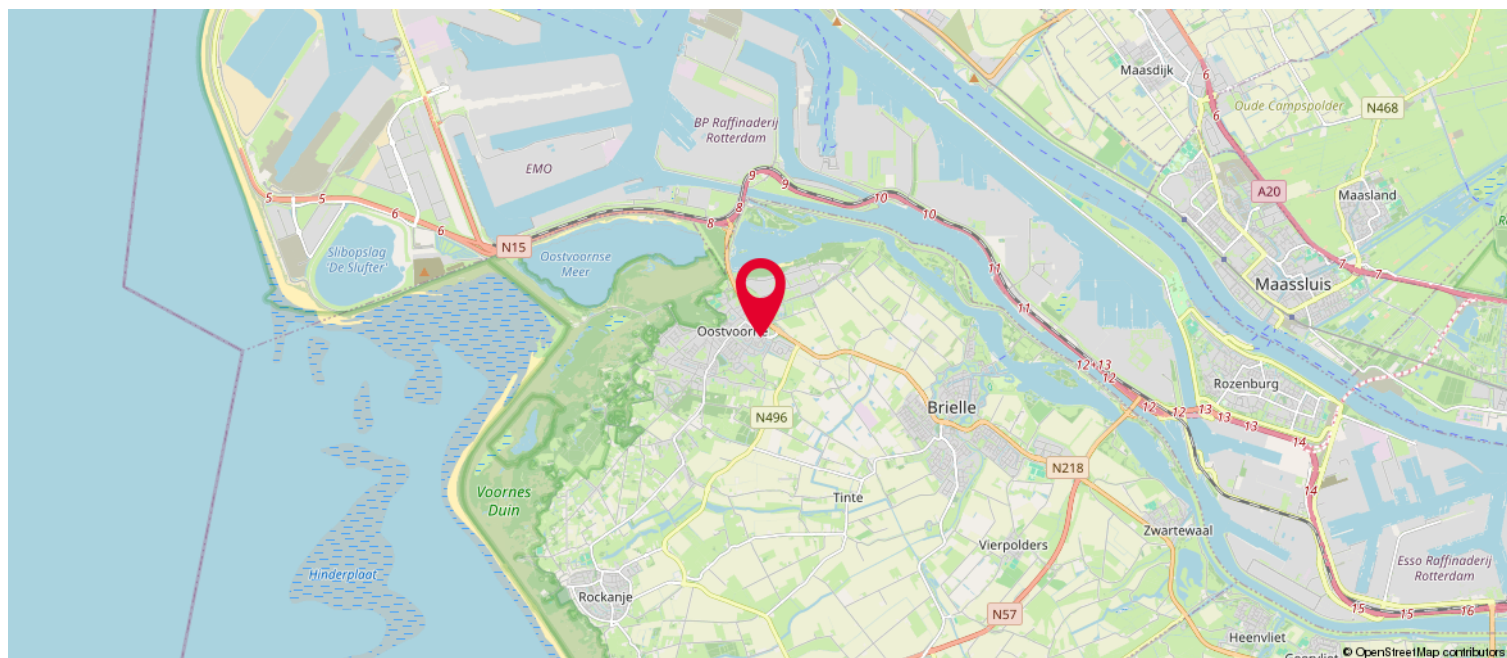 Maasdijk
6
Oude Campspolder
N468
6
BP Raffinaderij
Rotterdam
EMO
9
9
10
10
A20
Maasland
5
5
6
6
8
8
N15
Slibopslag
'De Slufter'
Oostvoornse
Meer
11
11
7
7
Maassluis
Oostvoorne
12+13
12
Rozenburg
N496
Brielle
12
12
13
13
13
14
N218
14
Voornes
Duin
Tinte
Zwartewaal
Vierpolders
Hinderplaat
Esso Raffinaderij
Rotterdam
Rockanje
N57
15
15
16
Heenvliet
© OpenStreetMap contributors